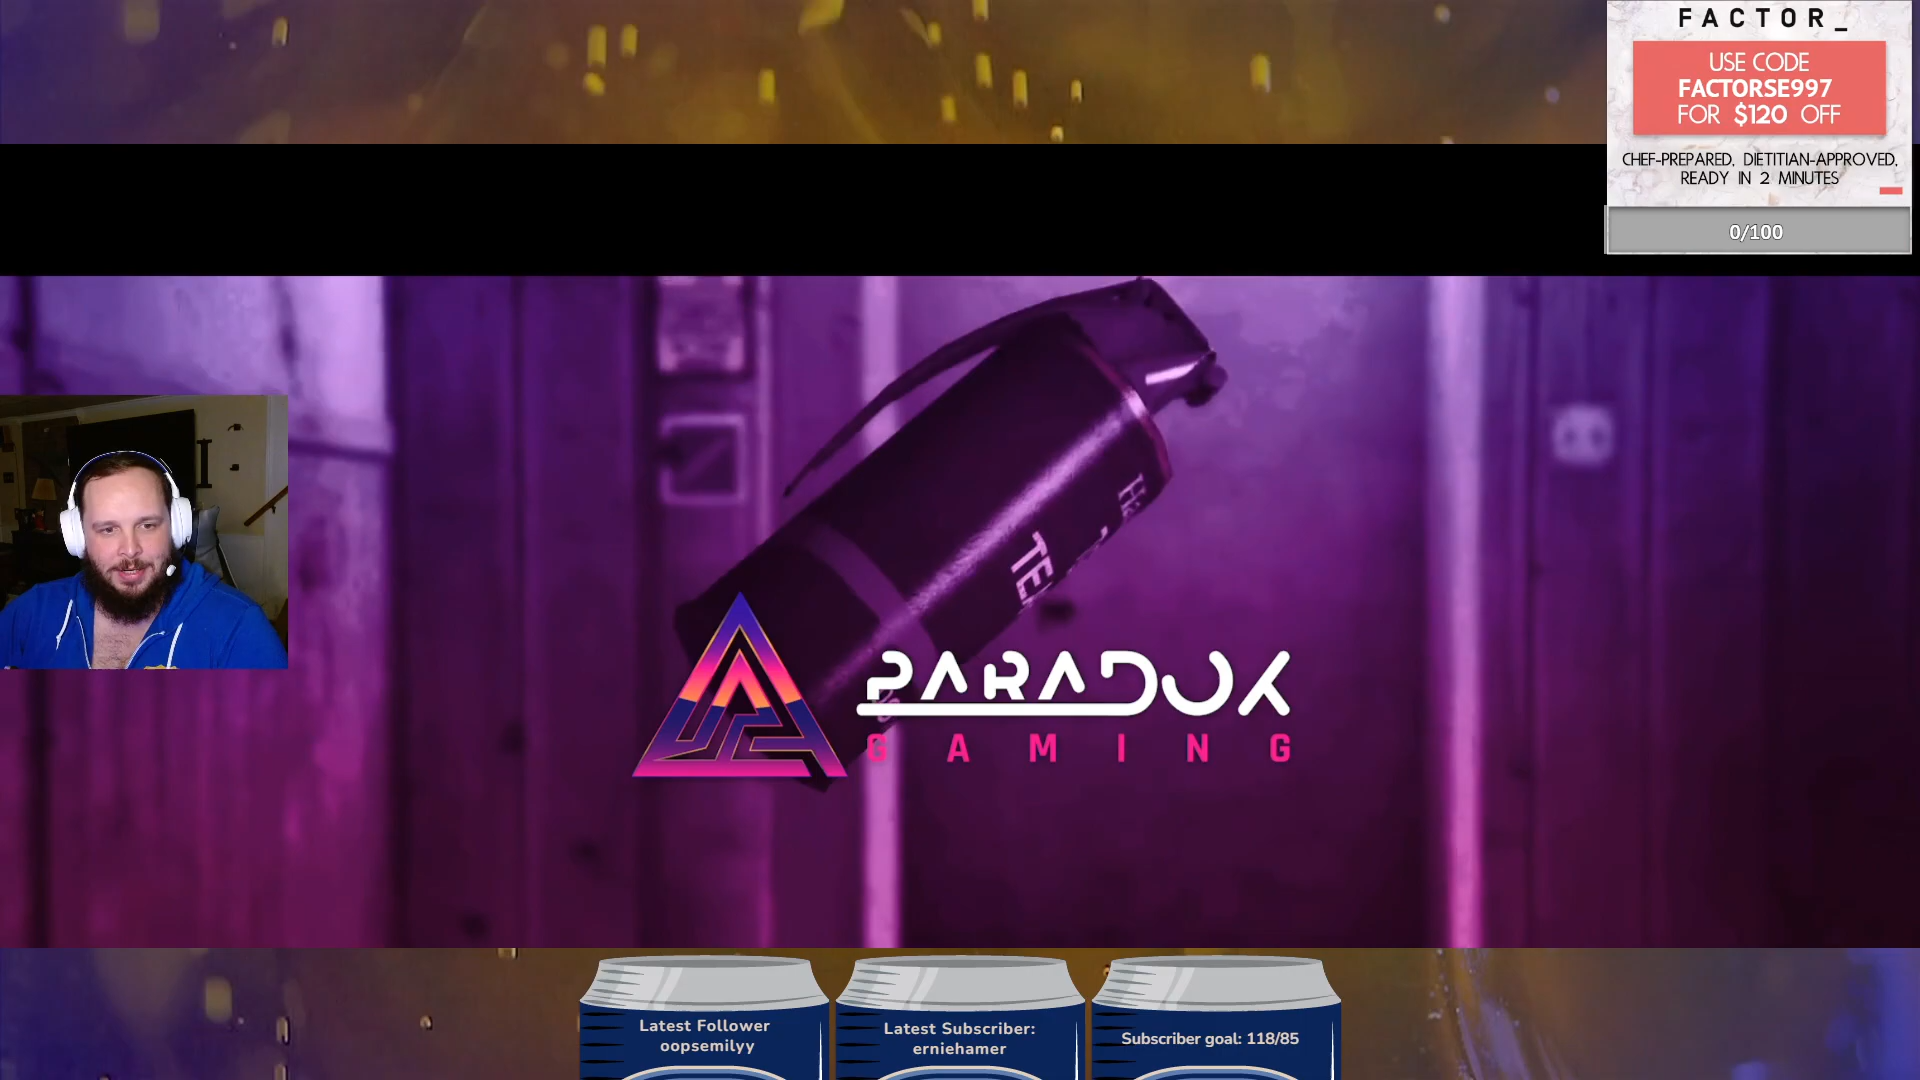 FACTOR_
USE CODE
FACTORSE997
FOR $120 OFF
CHEF-PREPARED, DIETITIAN-APPROVED,
READY IN 2 MINUTES
0/100
PARADOX
GAMING
Latest Follower
oopsemilyy
Latest Subscriber:
erniehamer
Subscriber goal: 118/85